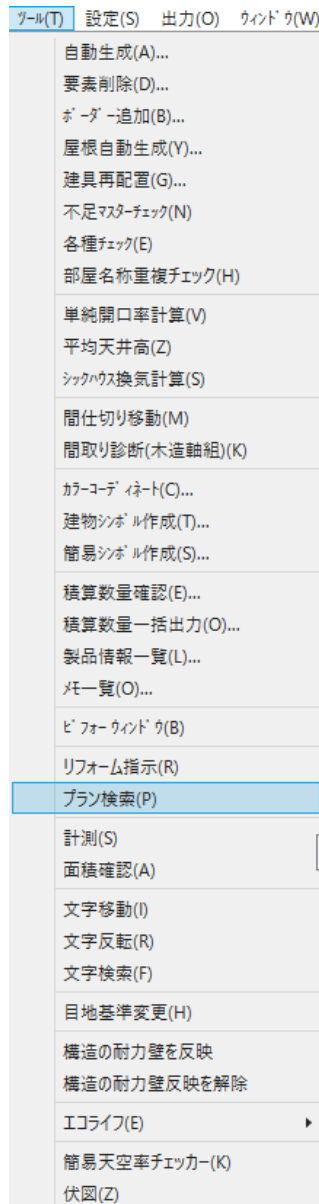 ツール(T) 設定(S) 出力(O) ウィンドウ(W)
自動生成(A)...
要素削除(D)...
ボーダー追加(B)...
屋根自動生成(Y)...
建具再配置(G)...
不足マスターチェック(N)
各種チェック(E)
部屋名称重複チェック(H)
単純開口率計算(V)
平均天井高(Z)
シックハウス換気計算(S)
間仕切り移動(M)
間取り診断(木造軸組)(K)
カラーコーディネート(C)...
建物シンボル作成(T)...
簡易シンボル作成(S)...
積算数量確認(E)...
積算数量一括出力(O)...
製品情報一覧(L)...
メモ一覧(O)...
ビフォーウィンドウ(B)
リフォーム指示(R)
プラン検索(P)
計測(S)
面積確認(A)
文字移動(I)
文字反転(R)
文字検索(F)
目地基準変更(H)
構造の耐力壁を反映
構造の耐力壁反映を解除
エコライフ(E)
簡易天空率チェッカー(K)
伏図(Z)